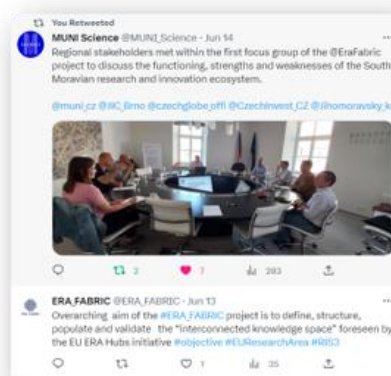 You Retweeted
MUNI Science @MUNI_Science · Jun 14
Regional stakeholders met within the first focus group of the @EraFabric
project to discuss the functioning, strengths and weaknesses of the South
Moravian research and innovation ecosystem.
@muni_cz @JIC_Brno @czechglobe_offi @CzechInvest_CZ @Jihomoravsky_k
2 7 283
ERA_FABRIC @ERA_FABRIC · Jun 13
Overarching aim of the #ERA_FABRIC project is to define, structure,
populate and validate the "interconnected knowledge space" foreseen by
the EU ERA Hubs initiative #objective #EUResearchArea #RIS3
1 35